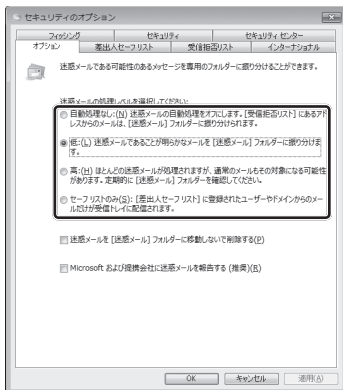 セキュリティのオプション
フィッシング
セキュリティ
セキュリティ センター
オプション
差出人セーフ リスト
受信拒否リスト
インターナショナル
迷惑メールである可能性のあるメッセージを専用のフォルダーに振り分けることができます。
迷惑メールの処理レベルを選択してください:
自動処理なし:(N) 迷惑メールの自動処理をオフにします。[受信拒否リスト] にあるアド
レスからのメールは、[迷惑メール] フォルダーに振り分けられます。
低:(L) 迷惑メールであることが明らかなメールを [迷惑メール] フォルダーに振り分けま
す。
高:(H) ほとんどの迷惑メールが処理されますが、通常のメールもその対象になる可能性
があります。定期的に [迷惑メール] フォルダーを確認してください。
セーフ リストのみ(S): [差出人セーフ リスト] に登録されたユーザーやドメインからのメー
ルだけが受信トレイに配信されます。
迷惑メールを [迷惑メール] フォルダーに移動しないで削除する(P)
Microsoft および提携会社に迷惑メールを報告する (推奨)(R)
OK
キャンセル
適用(A)